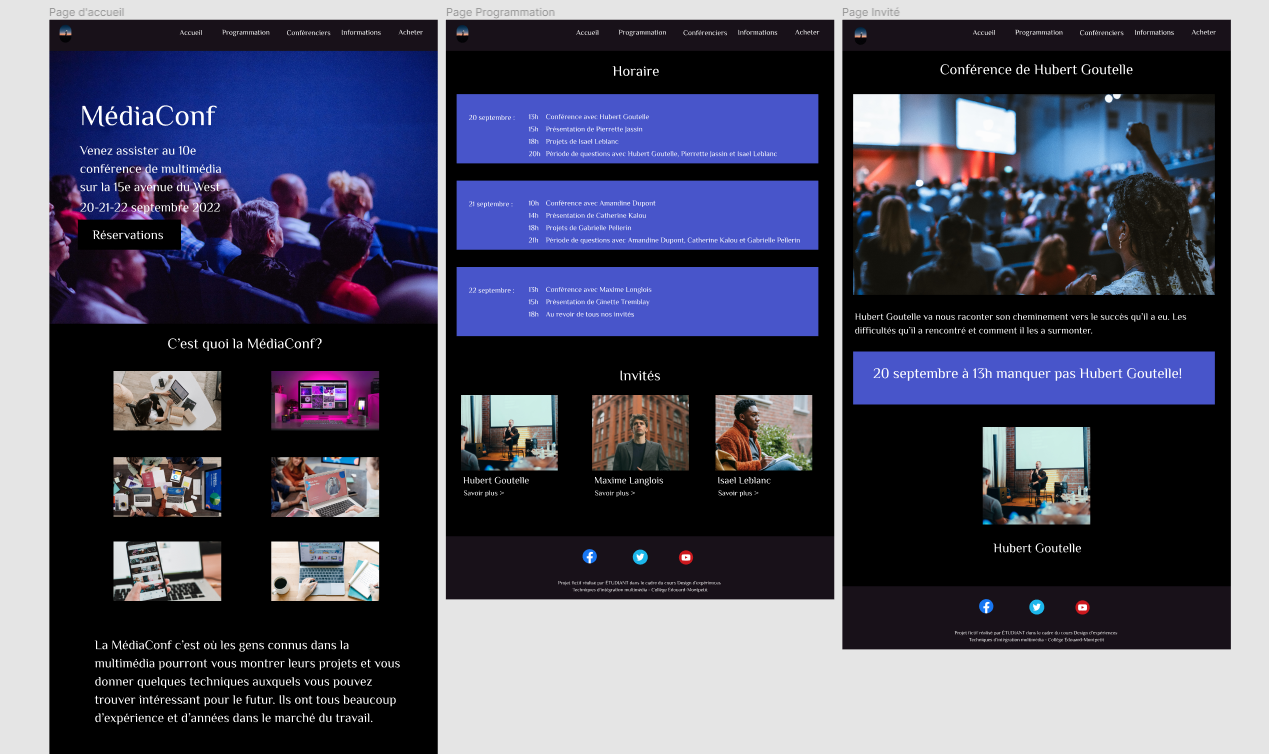 Page d'accueil
Accueil Programmation Conférenciers Informations Acheter
MédiaConf
Venez assister au 10e
conférence de multimédia
sur la 15e avenue du West
20-21-22 septembre 2022
Réservations
C'est quoi la MédiaConf?
La MédiaConf c'est où les gens connus dans la
multimédia pourront vous montrer leurs projets et vous
donner quelques techniques auxquels vous pouvez
trouver intéressant pour le futur. Ils ont tous beaucoup
d'expérience et d'années dans le marché du travail.
Page Programmation
Accueil Programmation Conférenciers Informations Acheter
Horaire
20 septembre : 13h Conférence avec Hubert Goutelle
15h Présentation de Pierrette Jassin
18h Projets de Isael Leblanc
20h Période de questions avec Hubert Goutelle, Pierrette Jassin et Isael Leblanc
21 septembre : 10h Conférence avec Amandine Dupont
14h Présentation de Catherine Kalou
18h Projets de Gabrielle Pellerin
21h Période de questions avec Amandine Dupont, Catherine Kalou et Gabrielle Pellerin
22 septembre : 13h Conférence avec Maxime Longlois
15h Présentation de Ginette Tremblay
18h Au revoir de tous nos invités
Invités
Hubert Goutelle Maxime Langlois Isael Leblanc
Savoir plus > Savoir plus > Savoir plus >
Projet fictif réalisé par ÉTUDIANT dans le cadre du cours Design d'expériences
Techniques d'intégration multimédia - Collège Édouard-Montpetit
Page Invité
Accueil Programmation Conférenciers Informations Acheter
Conférence de Hubert Goutelle
Hubert Goutelle va nous raconter son cheminement vers le succès qu'il a eu. Les
difficultés qu'il a rencontré et comment il les a surmonter.
20 septembre à 13h manquer pas Hubert Goutelle!
Hubert Goutelle
Projet fictif réalisé par ÉTUDIANT dans le cadre du cours Design d'expériences
Techniques d'intégration multimédia - Collège Édouard-Montpetit